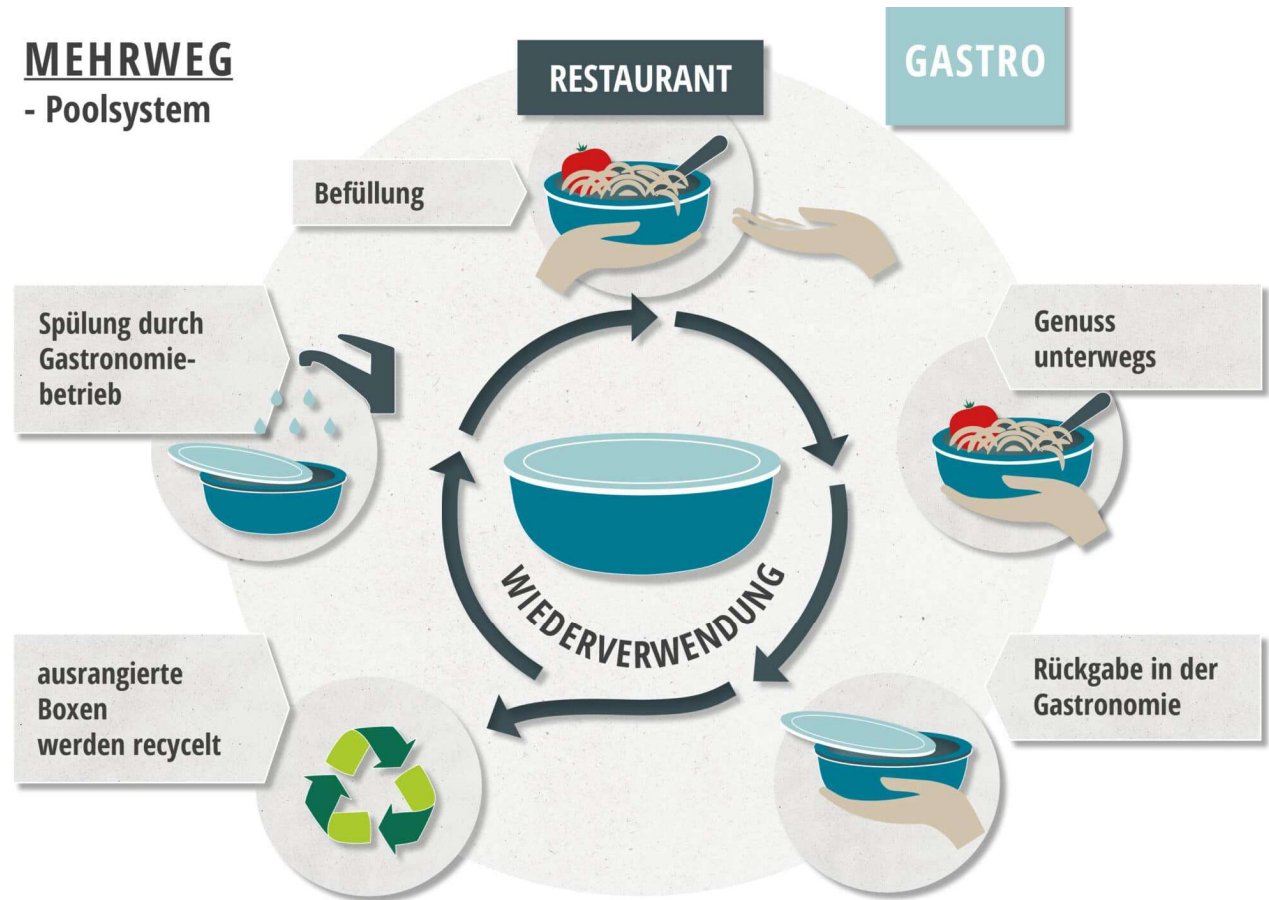 MEHRWEG
- Poolsystem
RESTAURANT
GASTRO
Befüllung
Spülung durch
Gastronomie-
betrieb
Genuss
unterwegs
WIEDERVERWENDUNG
ausrangierte
Boxen
werden recycelt
Rückgabe in der
Gastronomie